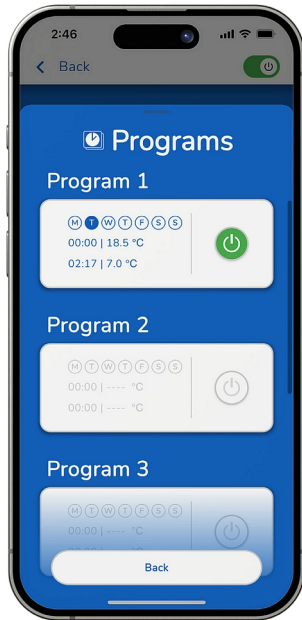 2:46
Back
Programs
Program 1
M T W T F S S
00:00 | 18.5 °C
02:17 | 7.0 °C
Program 2
M T W T F S S
00:00 | ---- °C
00:00 | ---- °C
Program 3
M T W T F S S
00:00 | ---- °C
Back